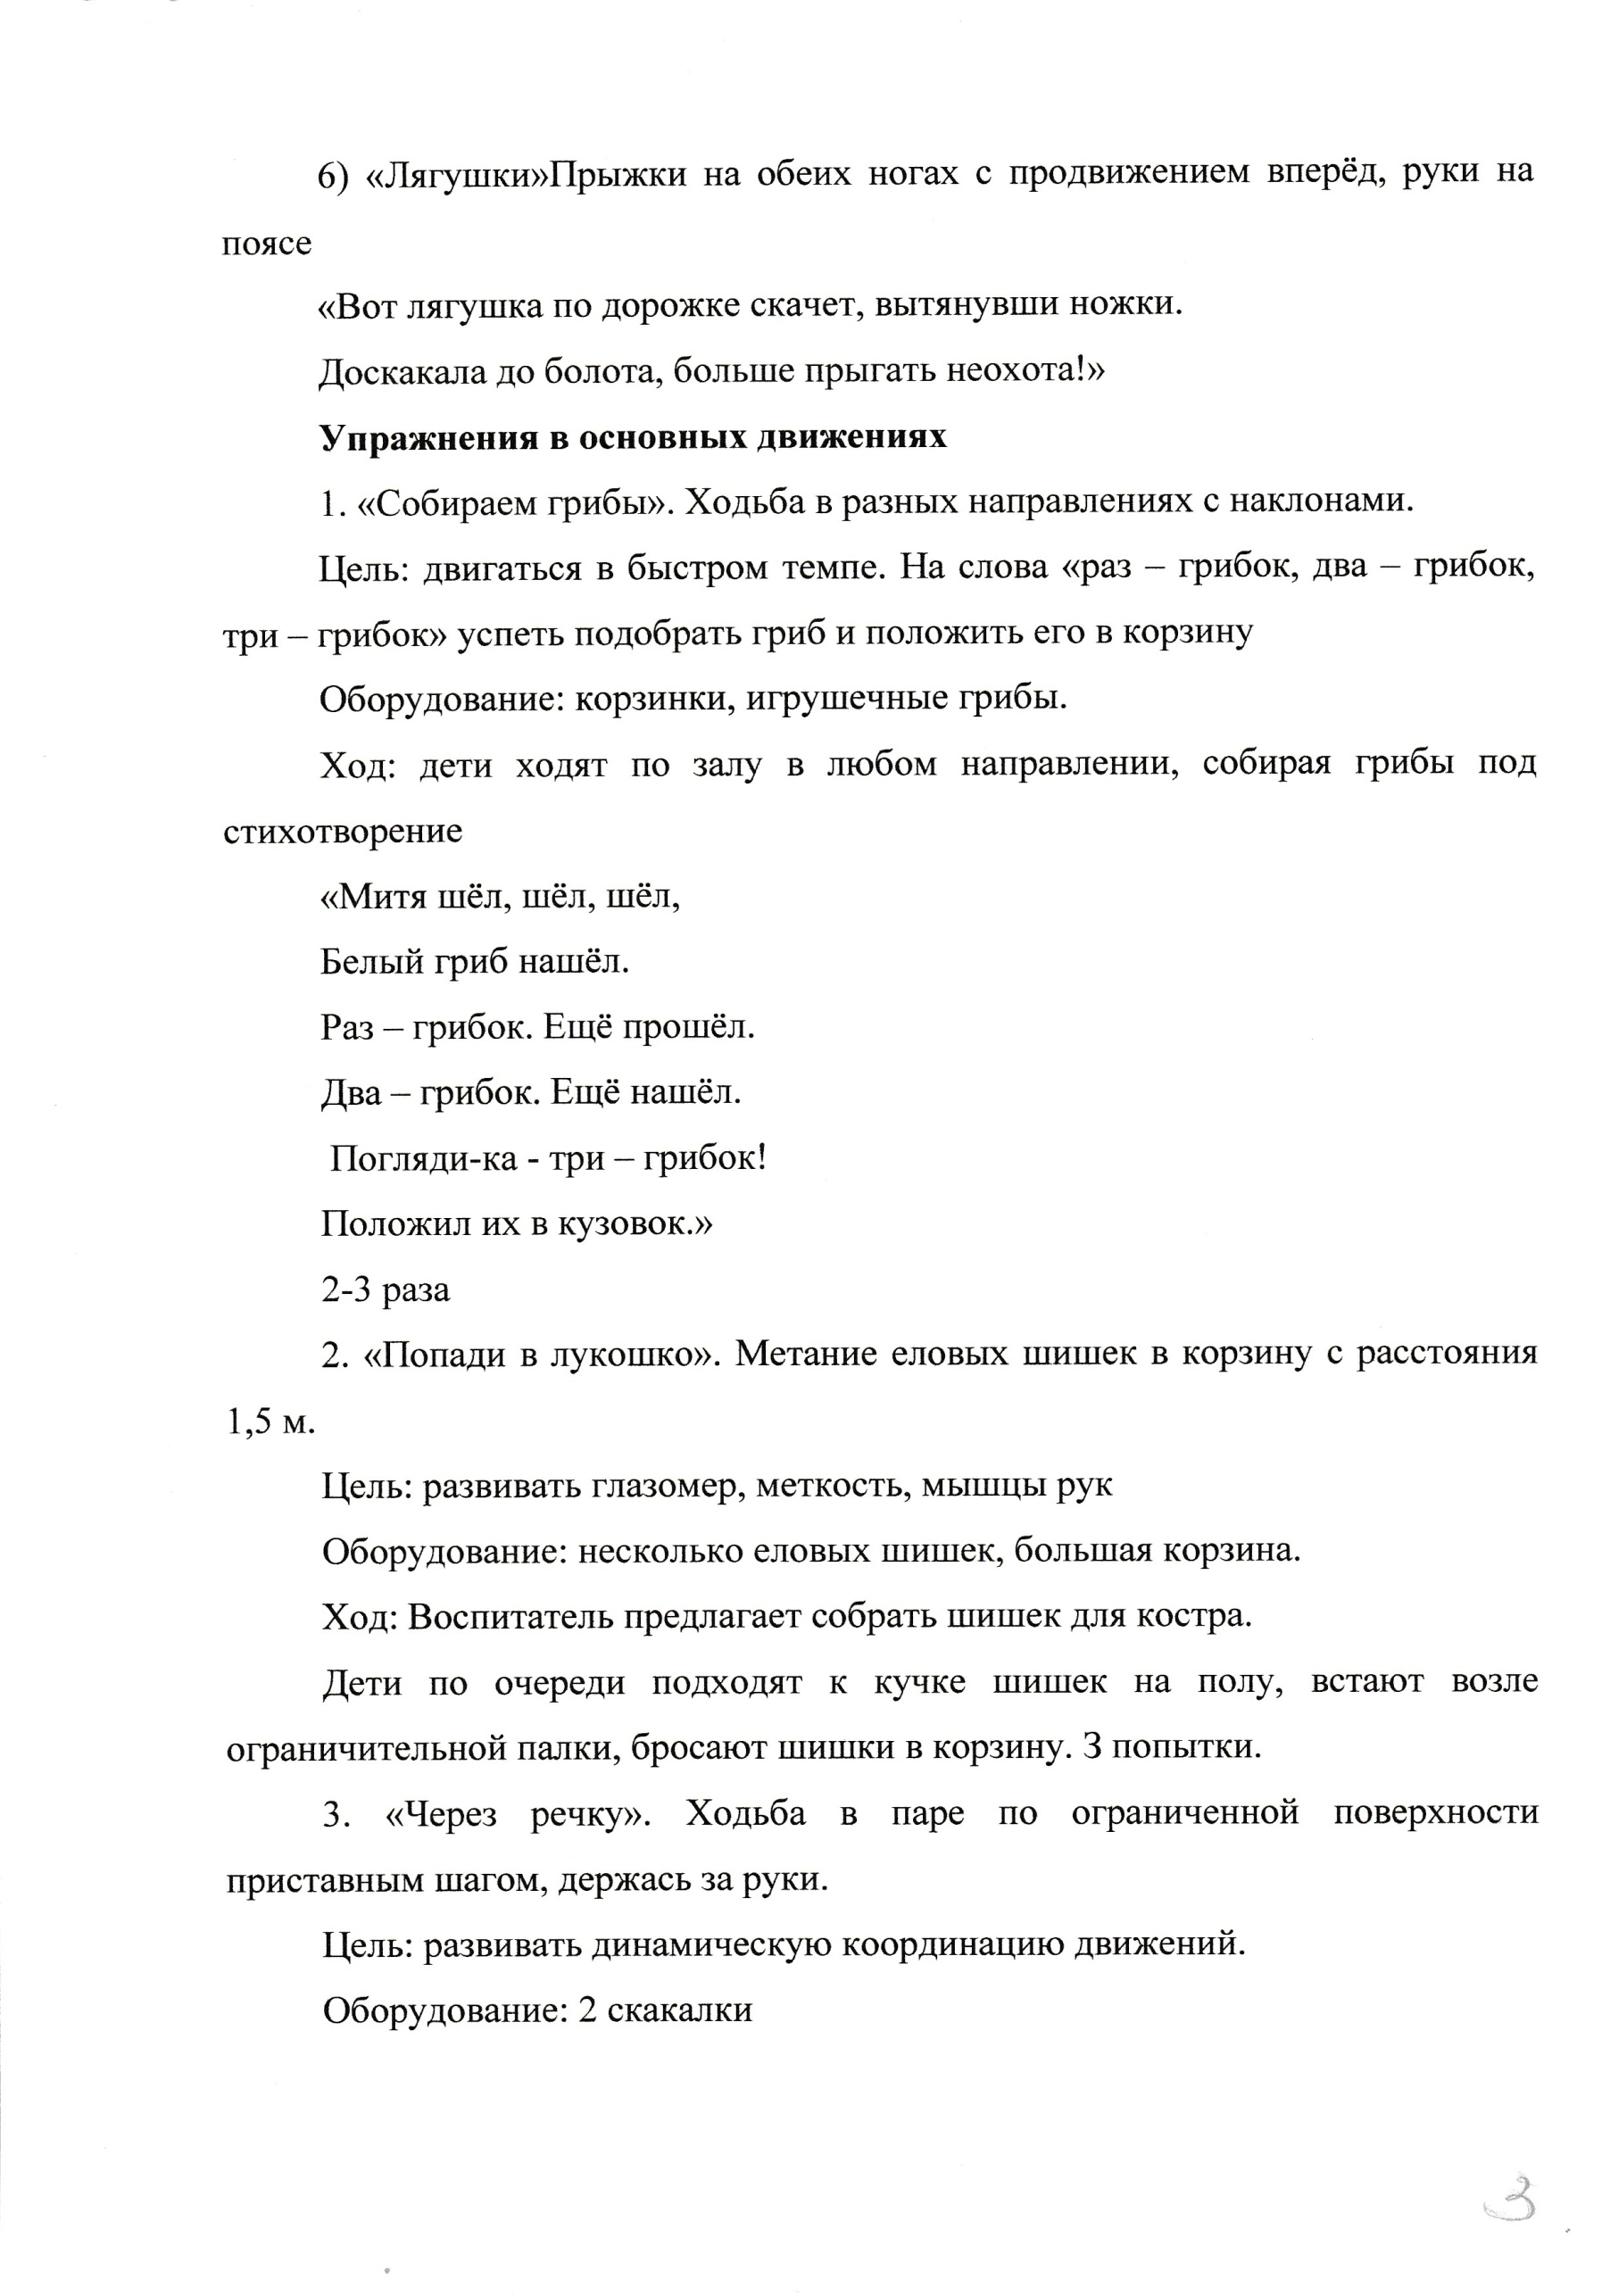 6) «Лягушки»Прыжки на обеих ногах с продвижением вперёд, руки на
поясе
«Вот лягушка по дорожке скачет, вытянувши ножки.
Доскакала до болота, больше прыгать неохота!»
Упражнения в основных движениях
1. «Собираем грибы». Ходьба в разных направлениях с наклонами.
Цель: двигаться в быстром темпе. На слова «раз – грибок, два – грибок,
три – грибок» успеть подобрать гриб и положить его в корзину
Оборудование: корзинки, игрушечные грибы.
Ход: дети ходят по залу в любом направлении, собирая грибы под
стихотворение
«Митя шёл, шёл, шёл,
Белый гриб нашёл.
Раз – грибок. Ещё прошёл.
Два – грибок. Ещё нашёл.
Погляди-ка - три – грибок!
Положил их в кузовок.»
2-3 раза
2. «Попади в лукошко». Метание еловых шишек в корзину с расстояния
1,5 м.
Цель: развивать глазомер, меткость, мышцы рук
Оборудование: несколько еловых шишек, большая корзина.
Ход: Воспитатель предлагает собрать шишек для костра.
Дети по очереди подходят к кучке шишек на полу, встают возле
ограничительной палки, бросают шишки в корзину. 3 попытки.
3. «Через речку». Ходьба в паре по ограниченной поверхности
приставным шагом, держась за руки.
Цель: развивать динамическую координацию движений.
Оборудование: 2 скакалки
3